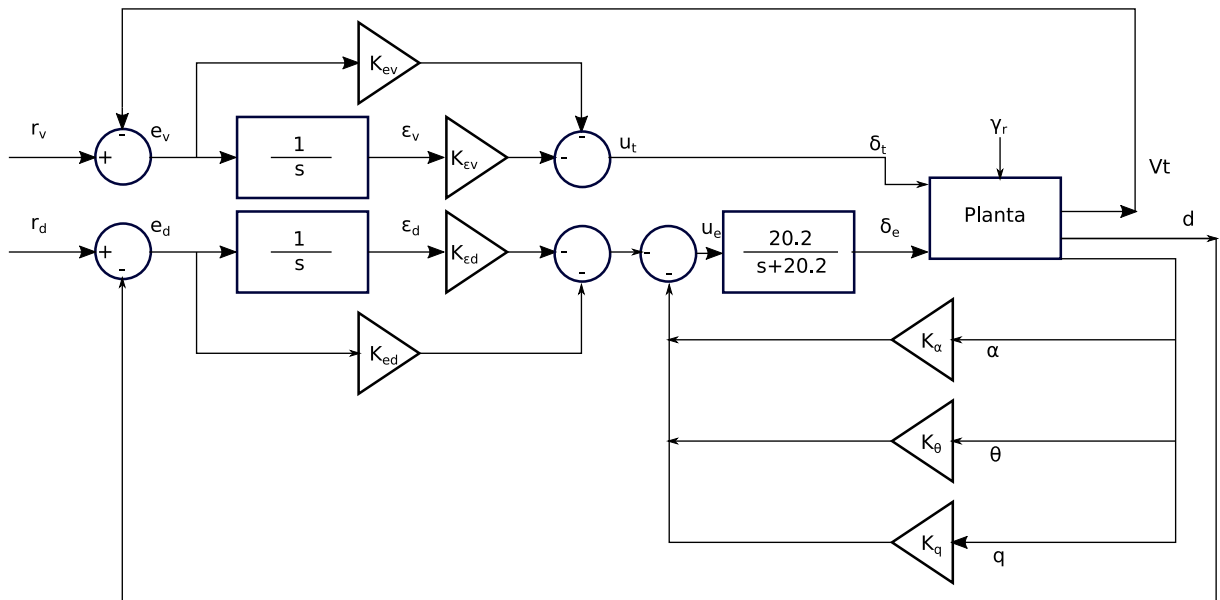 K_ev
r_v
-
+
e_v
1
s
ε_v
K_εv
-
-
u_t
δ_t
γ_r
Planta
Vt
r_d
+
-
e_d
1
s
ε_d
K_εd
-
-
-
-
u_e
20.2
s+20.2
δ_e
d
K_ed
K_α
α
K_θ
θ
K_q
q